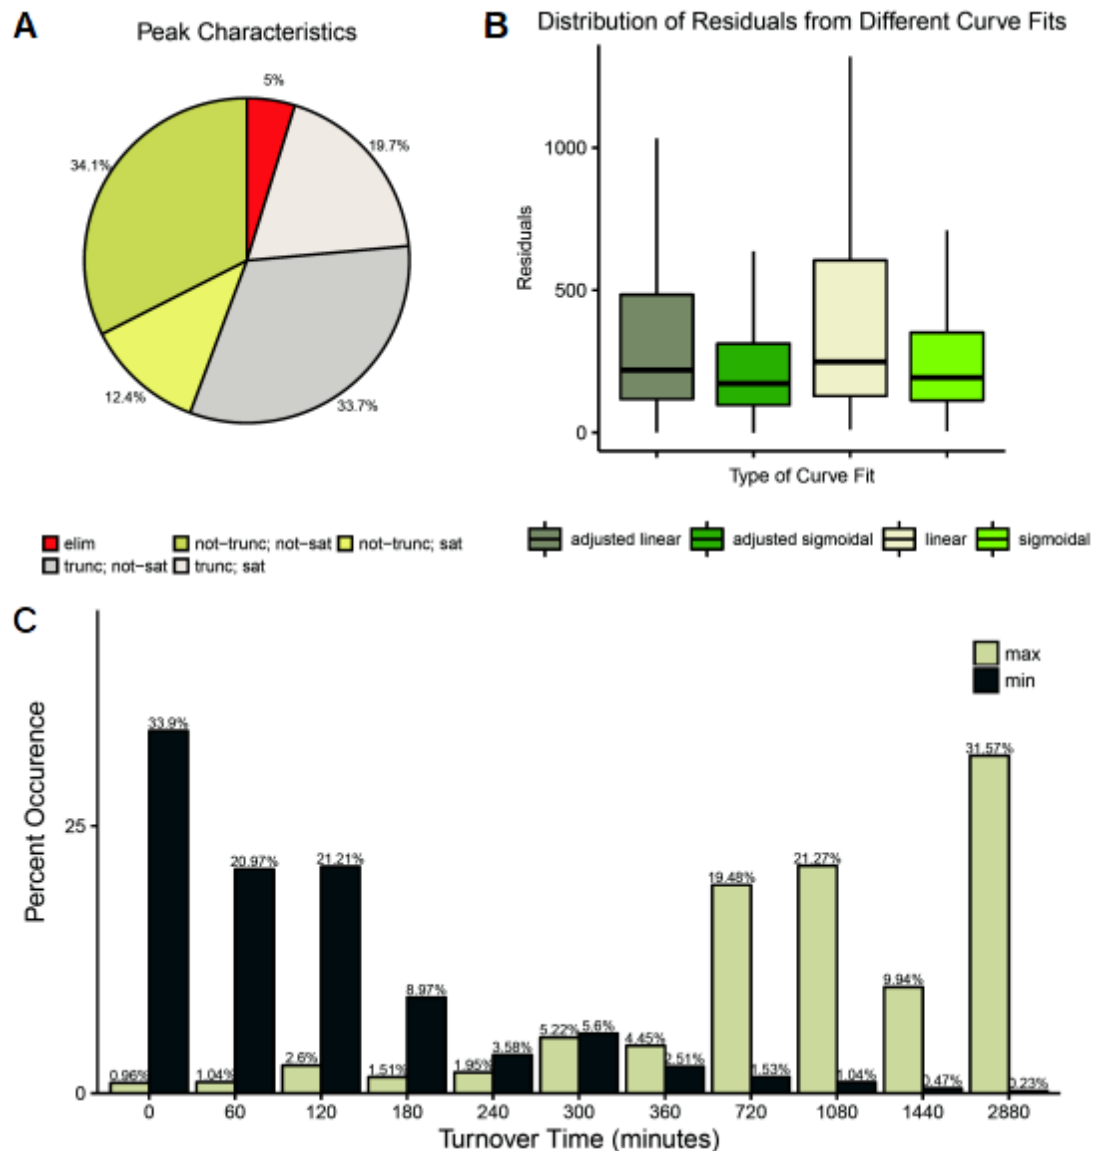 A
Peak Characteristics
5%
19.7%
34.1%
12.4%
33.7%
elim
not-trunc; not-sat
not-trunc; sat
trunc; not-sat
trunc; sat
B
Distribution of Residuals from Different Curve Fits
Residuals
1000
500
0
Type of Curve Fit
adjusted linear
adjusted sigmoidal
linear
sigmoidal
C
max
min
Percent Occurence
25
0
0.96%
33.9%
1.04%
20.97%
2.6%
21.21%
1.51%
8.97%
1.95%
3.58%
5.22%
5.6%
4.45%
2.51%
19.48%
1.53%
21.27%
1.04%
9.94%
0.47%
31.57%
0.23%
0 60 120 180 240 300 360 720 1080 1440 2880
Turnover Time (minutes)